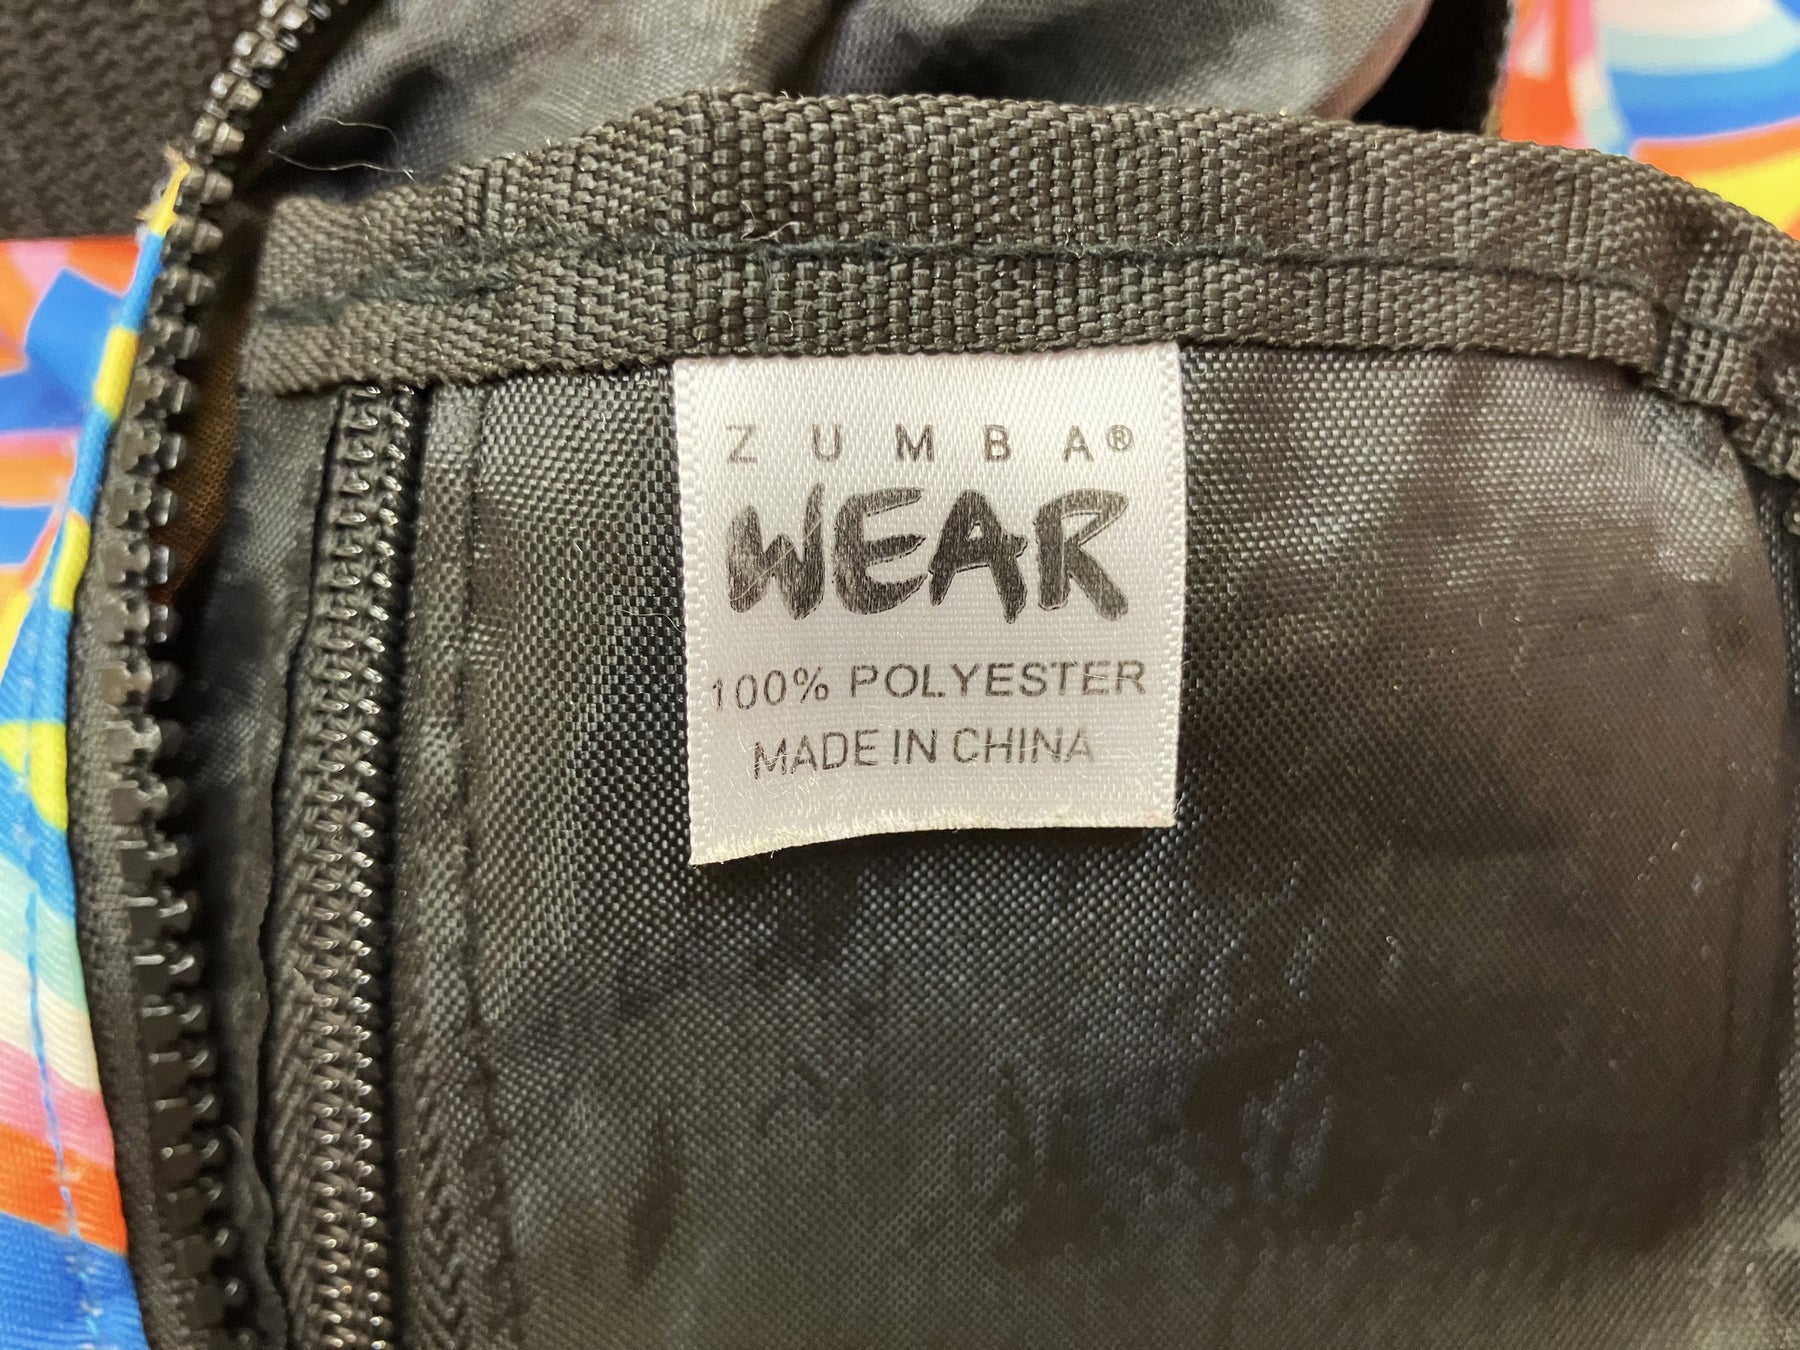 ZUMBA®
WEAR
100% POLYESTER
MADE IN CHINA